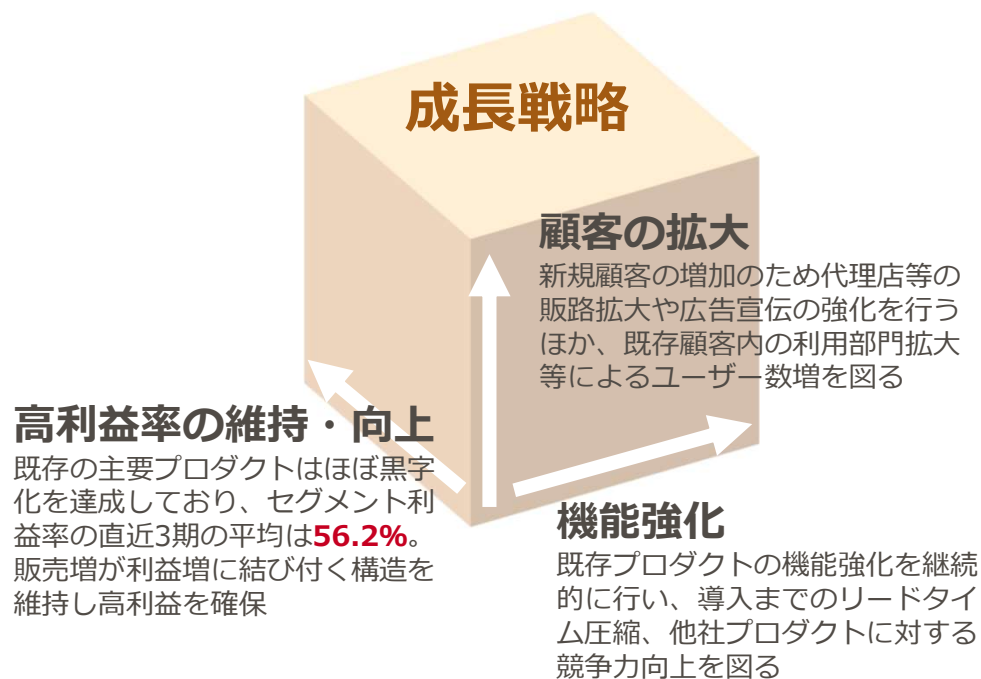 成長戦略
顧客の拡大
新規顧客の増加のため代理店等の
販路拡大や広告宣伝の強化を行う
ほか、既存顧客内の利用部門拡大
等によるユーザー数増を図る
高利益率の維持・向上
既存の主要プロダクトはほぼ黒字
化を達成しており、セグメント利
益率の直近3期の平均は56.2%。
販売増が利益増に結び付く構造を
維持し高利益を確保
機能強化
既存プロダクトの機能強化を継続
的に行い、導入までのリードタイ
ム圧縮、他社プロダクトに対する
競争力向上を図る